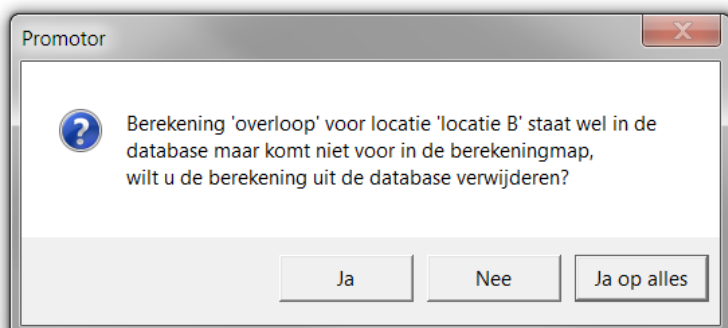 Promotor
Berekening 'overloop' voor locatie 'locatie B' staat wel in de
database maar komt niet voor in de berekeningmap,
wilt u de berekening uit de database verwijderen?
Ja
Nee
Ja op alles